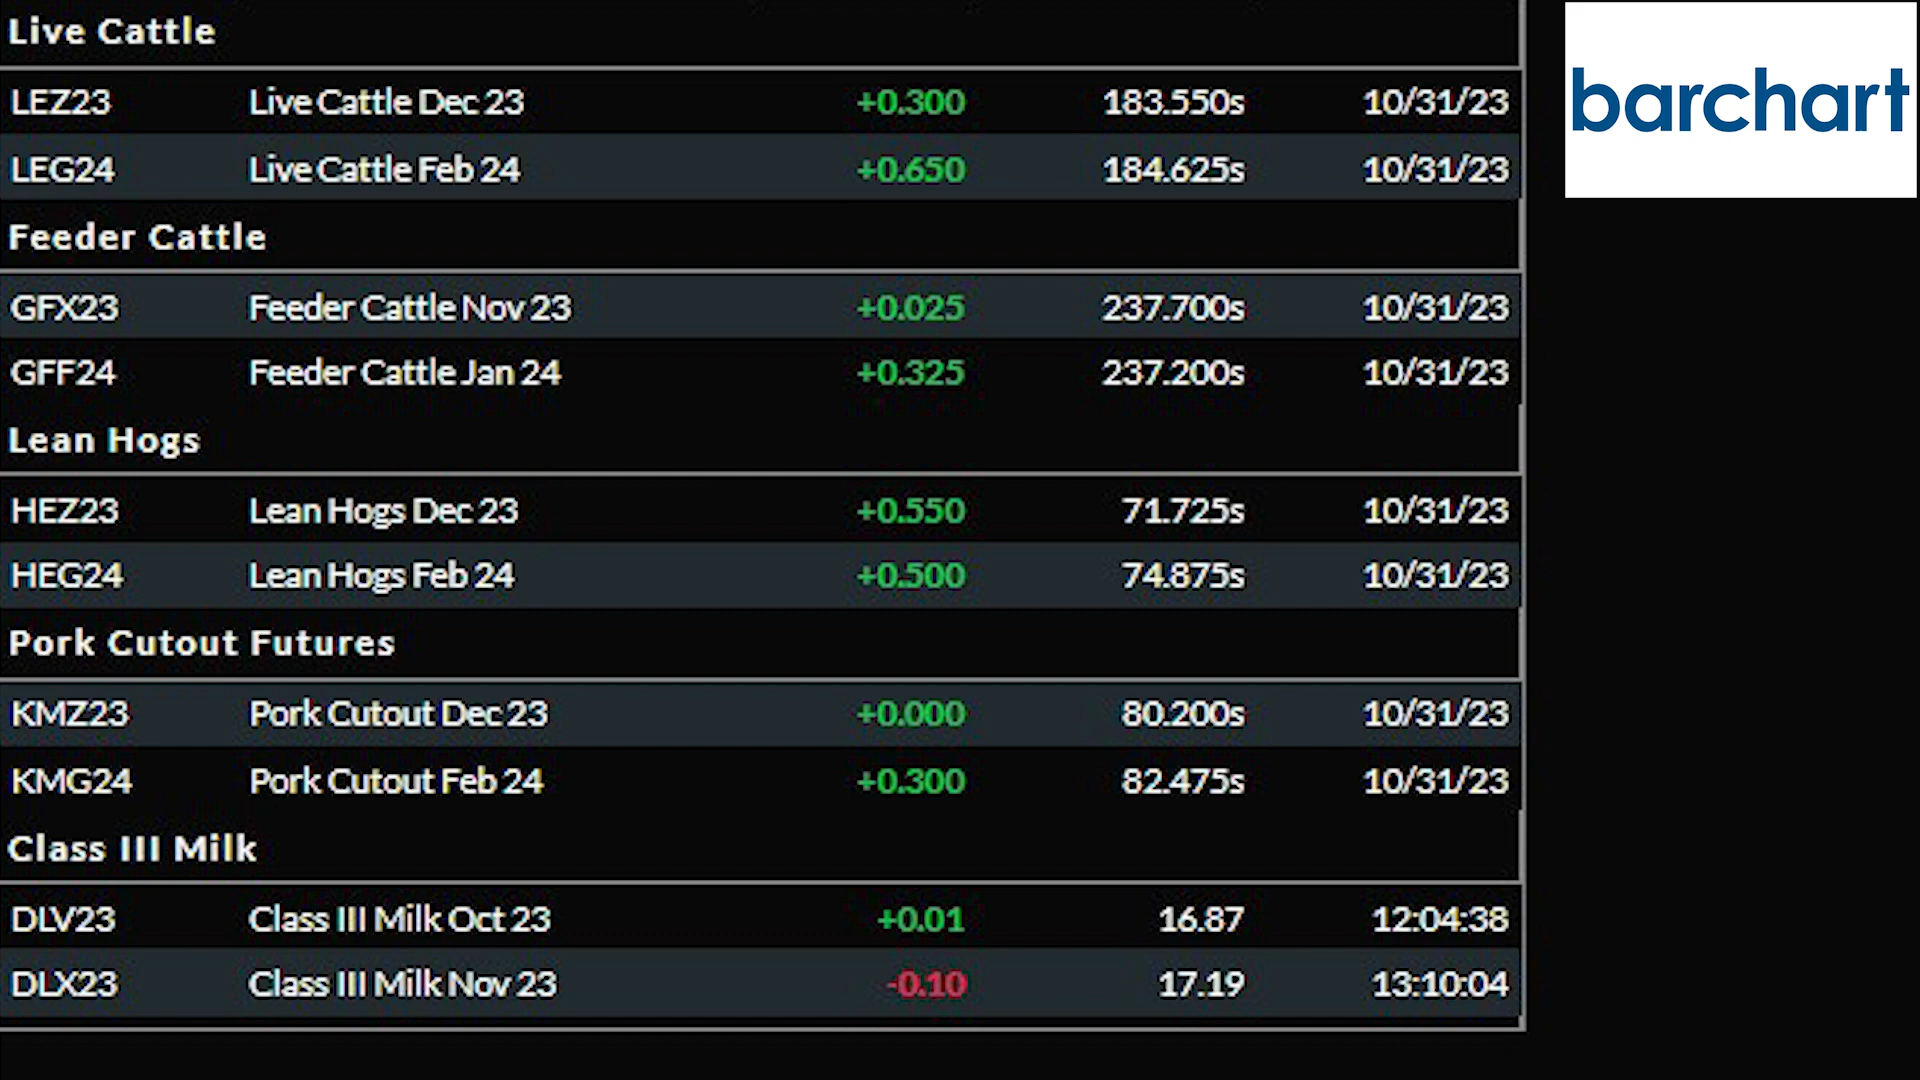 Live Cattle
LEZ23 Live Cattle Dec 23 +0.300 183.550s 10/31/23
LEG24 Live Cattle Feb 24 +0.650 184.625s 10/31/23
Feeder Cattle
GFX23 Feeder Cattle Nov 23 +0.025 237.700s 10/31/23
GFF24 Feeder Cattle Jan 24 +0.325 237.200s 10/31/23
Lean Hogs
HEZ23 Lean Hogs Dec 23 +0.550 71.725s 10/31/23
HEG24 Lean Hogs Feb 24 +0.500 74.875s 10/31/23
Pork Cutout Futures
KMZ23 Pork Cutout Dec 23 +0.000 80.200s 10/31/23
KMG24 Pork Cutout Feb 24 +0.300 82.475s 10/31/23
Class III Milk
DLV23 Class III Milk Oct 23 +0.01 16.87 12:04:38
DLX23 Class III Milk Nov 23 -0.10 17.19 13:10:04
barchart